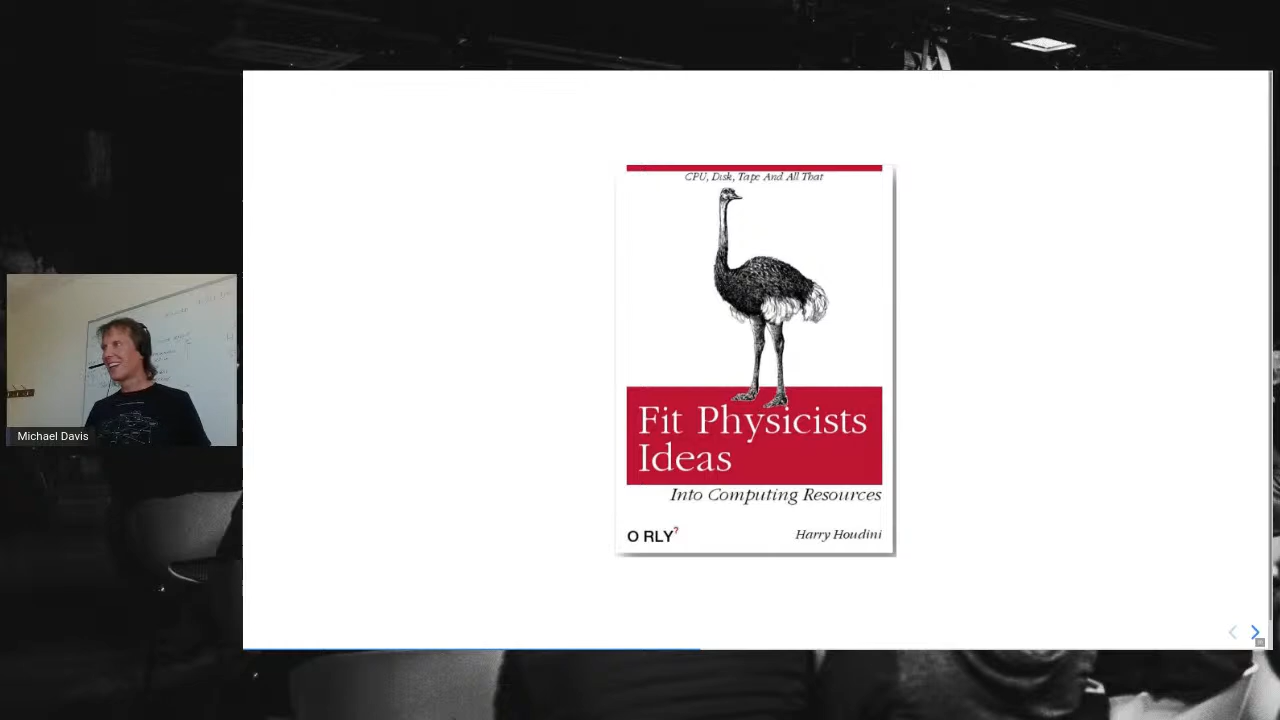 CPU, Disk, Tape And All That
Fit Physicists
Ideas
Into Computing Resources
O RLY?
Harry Houdini
Michael Davis